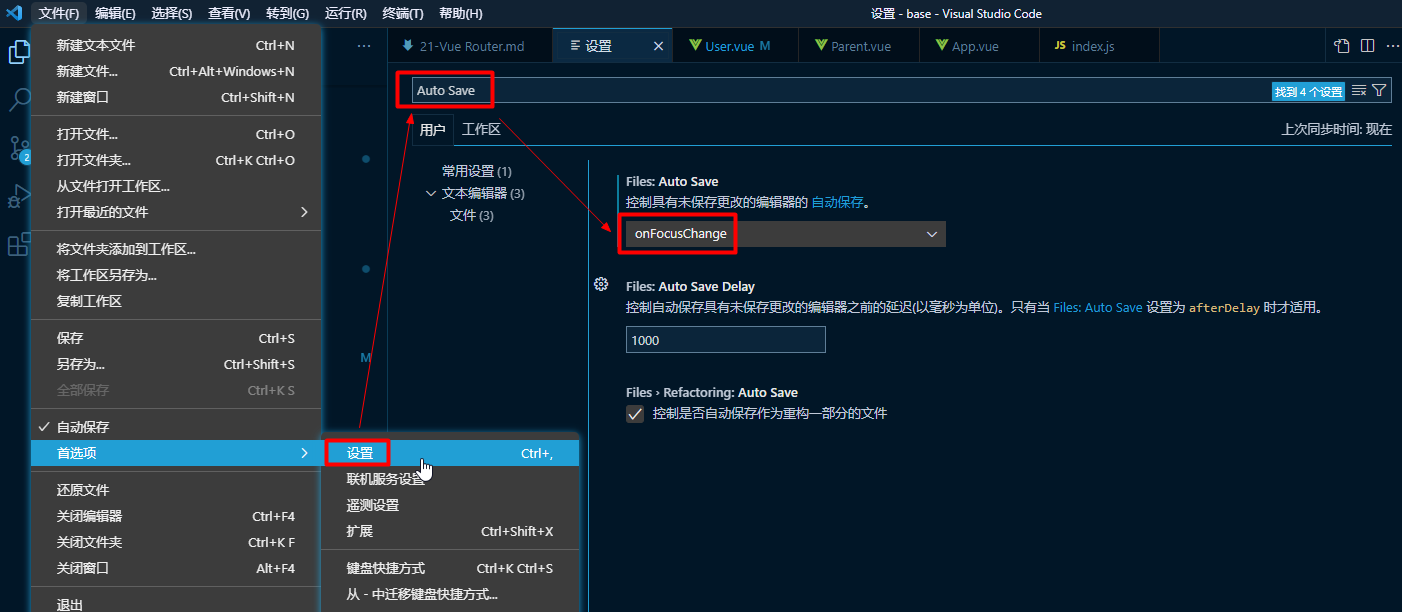 文件(F) 编辑(E) 选择(S) 查看(V) 转到(G) 运行(R) 终端(T) 帮助(H) 设置 - base - Visual Studio Code
新建文本文件 Ctrl+N
新建文件... Ctrl+Alt+Windows+N
新建窗口 Ctrl+Shift+N
打开文件... Ctrl+O
打开文件夹... Ctrl+K Ctrl+O
从文件打开工作区...
打开最近的文件
将文件夹添加到工作区...
将工作区另存为...
复制工作区
保存 Ctrl+S
另存为... Ctrl+Shift+S
全部保存 Ctrl+K S
自动保存
首选项
还原文件
关闭编辑器 Ctrl+F4
关闭文件夹 Ctrl+K F
关闭窗口 Alt+F4
退出
设置 Ctrl+,
联机服务设置
遥测设置
扩展 Ctrl+Shift+X
键盘快捷方式 Ctrl+K Ctrl+S
从 - 中迁移键盘快捷方式...
2
M
21-Vue Router.md 设置 User.vue M Parent.vue App.vue JS index.js
Auto Save 找到 4 个设置
用户 工作区 上次同步时间: 现在
常用设置 (1)
文本编辑器 (3)
文件 (3)
Files: Auto Save
控制具有未保存更改的编辑器的 自动保存。
onFocusChange
Files: Auto Save Delay
控制自动保存具有未保存更改的编辑器之前的延迟(以毫秒为单位)。只有当 Files: Auto Save 设置为 afterDelay 时才适用。
1000
Files › Refactoring: Auto Save
控制是否自动保存作为重构一部分的文件